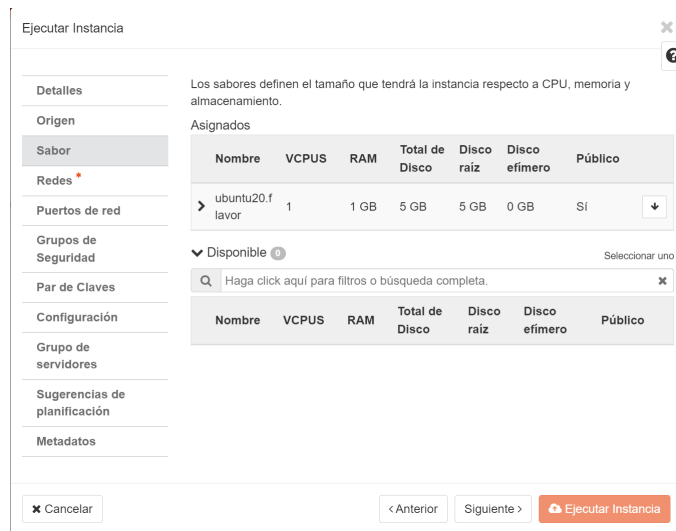 Ejecutar Instancia
Detalles
Origen
Sabor
Redes *
Puertos de red
Grupos de
Seguridad
Par de Claves
Configuración
Grupo de
servidores
Sugerencias de
planificación
Metadatos
Los sabores definen el tamaño que tendrá la instancia respecto a CPU, memoria y
almacenamiento.
Asignados
Nombre VCPUS RAM Total de Disco Disco raíz Disco efímero Público
ubuntu20.f
lavor 1 1 GB 5 GB 5 GB 0 GB Sí
Disponible 0 Seleccionar uno
Haga click aquí para filtros o búsqueda completa.
Nombre VCPUS RAM Total de Disco Disco raíz Disco efímero Público
Cancelar
< Anterior
Siguiente >
Ejecutar Instancia